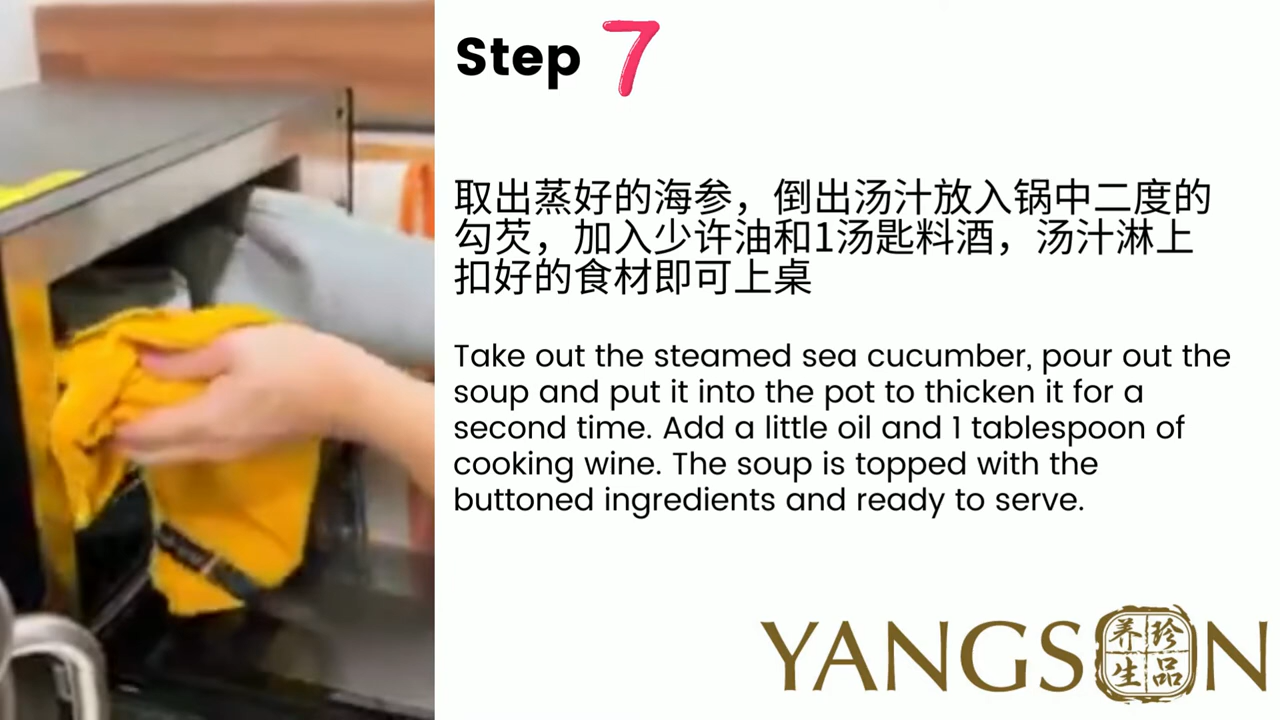 Step 7
取出蒸好的海参，倒出汤汁放入锅中二度的
勾芡，加入少许油和1汤匙料酒，汤汁淋上
扣好的食材即可上桌
Take out the steamed sea cucumber, pour out the
soup and put it into the pot to thicken it for a
second time. Add a little oil and 1 tablespoon of
cooking wine. The soup is topped with the
buttoned ingredients and ready to serve.
YANGSON
养珍
生品